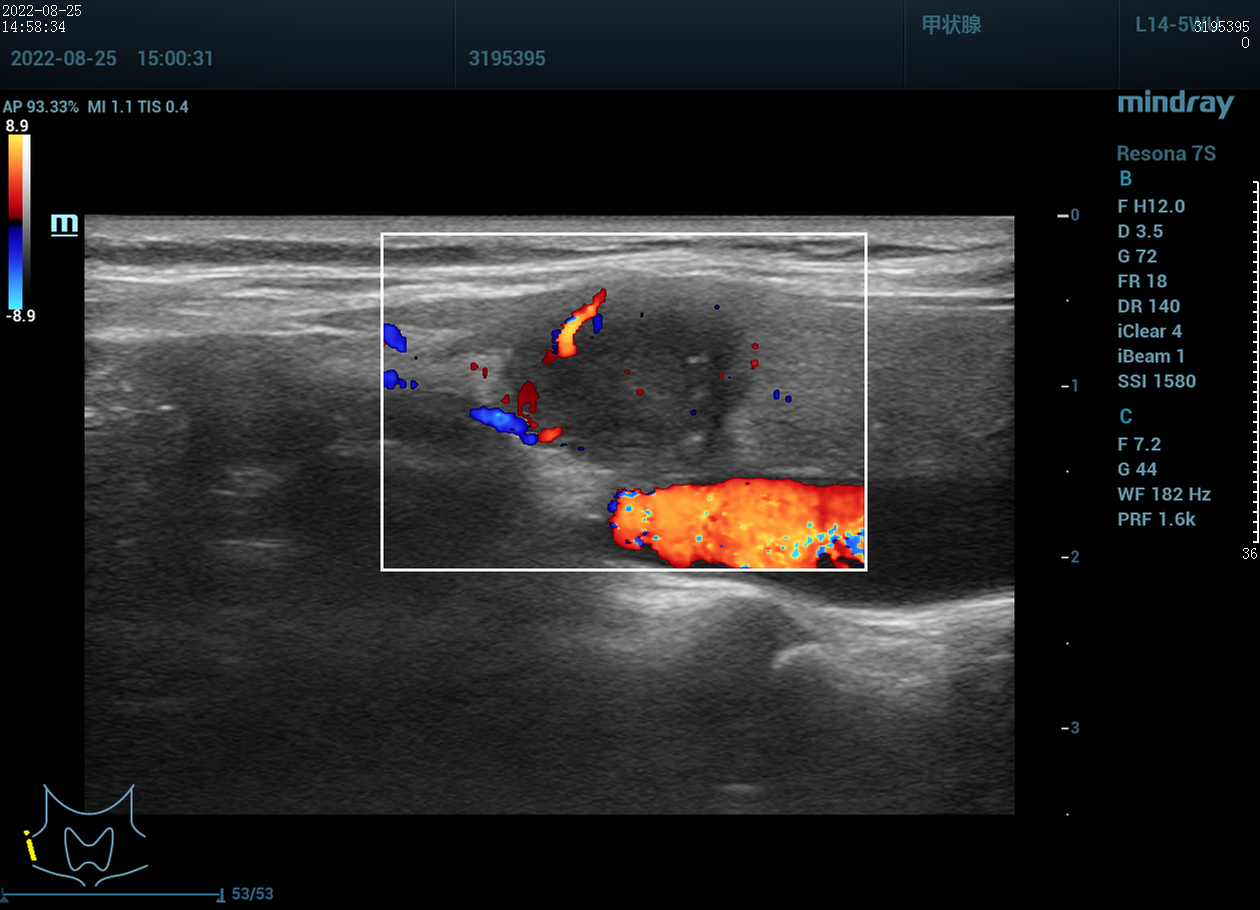 2022-08-25
14:58:34
2022-08-25 15:00:31
3195395
甲状腺
3195395
0
AP 93.33% MI 1.1 TIS 0.4
8.9
-8.9
m
mindray
Resona 7S
B
F H12.0
D 3.5
G 72
FR 18
DR 140
iClear 4
iBeam 1
SSI 1580
C
F 7.2
G 44
WF 182 Hz
PRF 1.6k
0
1
2
3
36
53/53